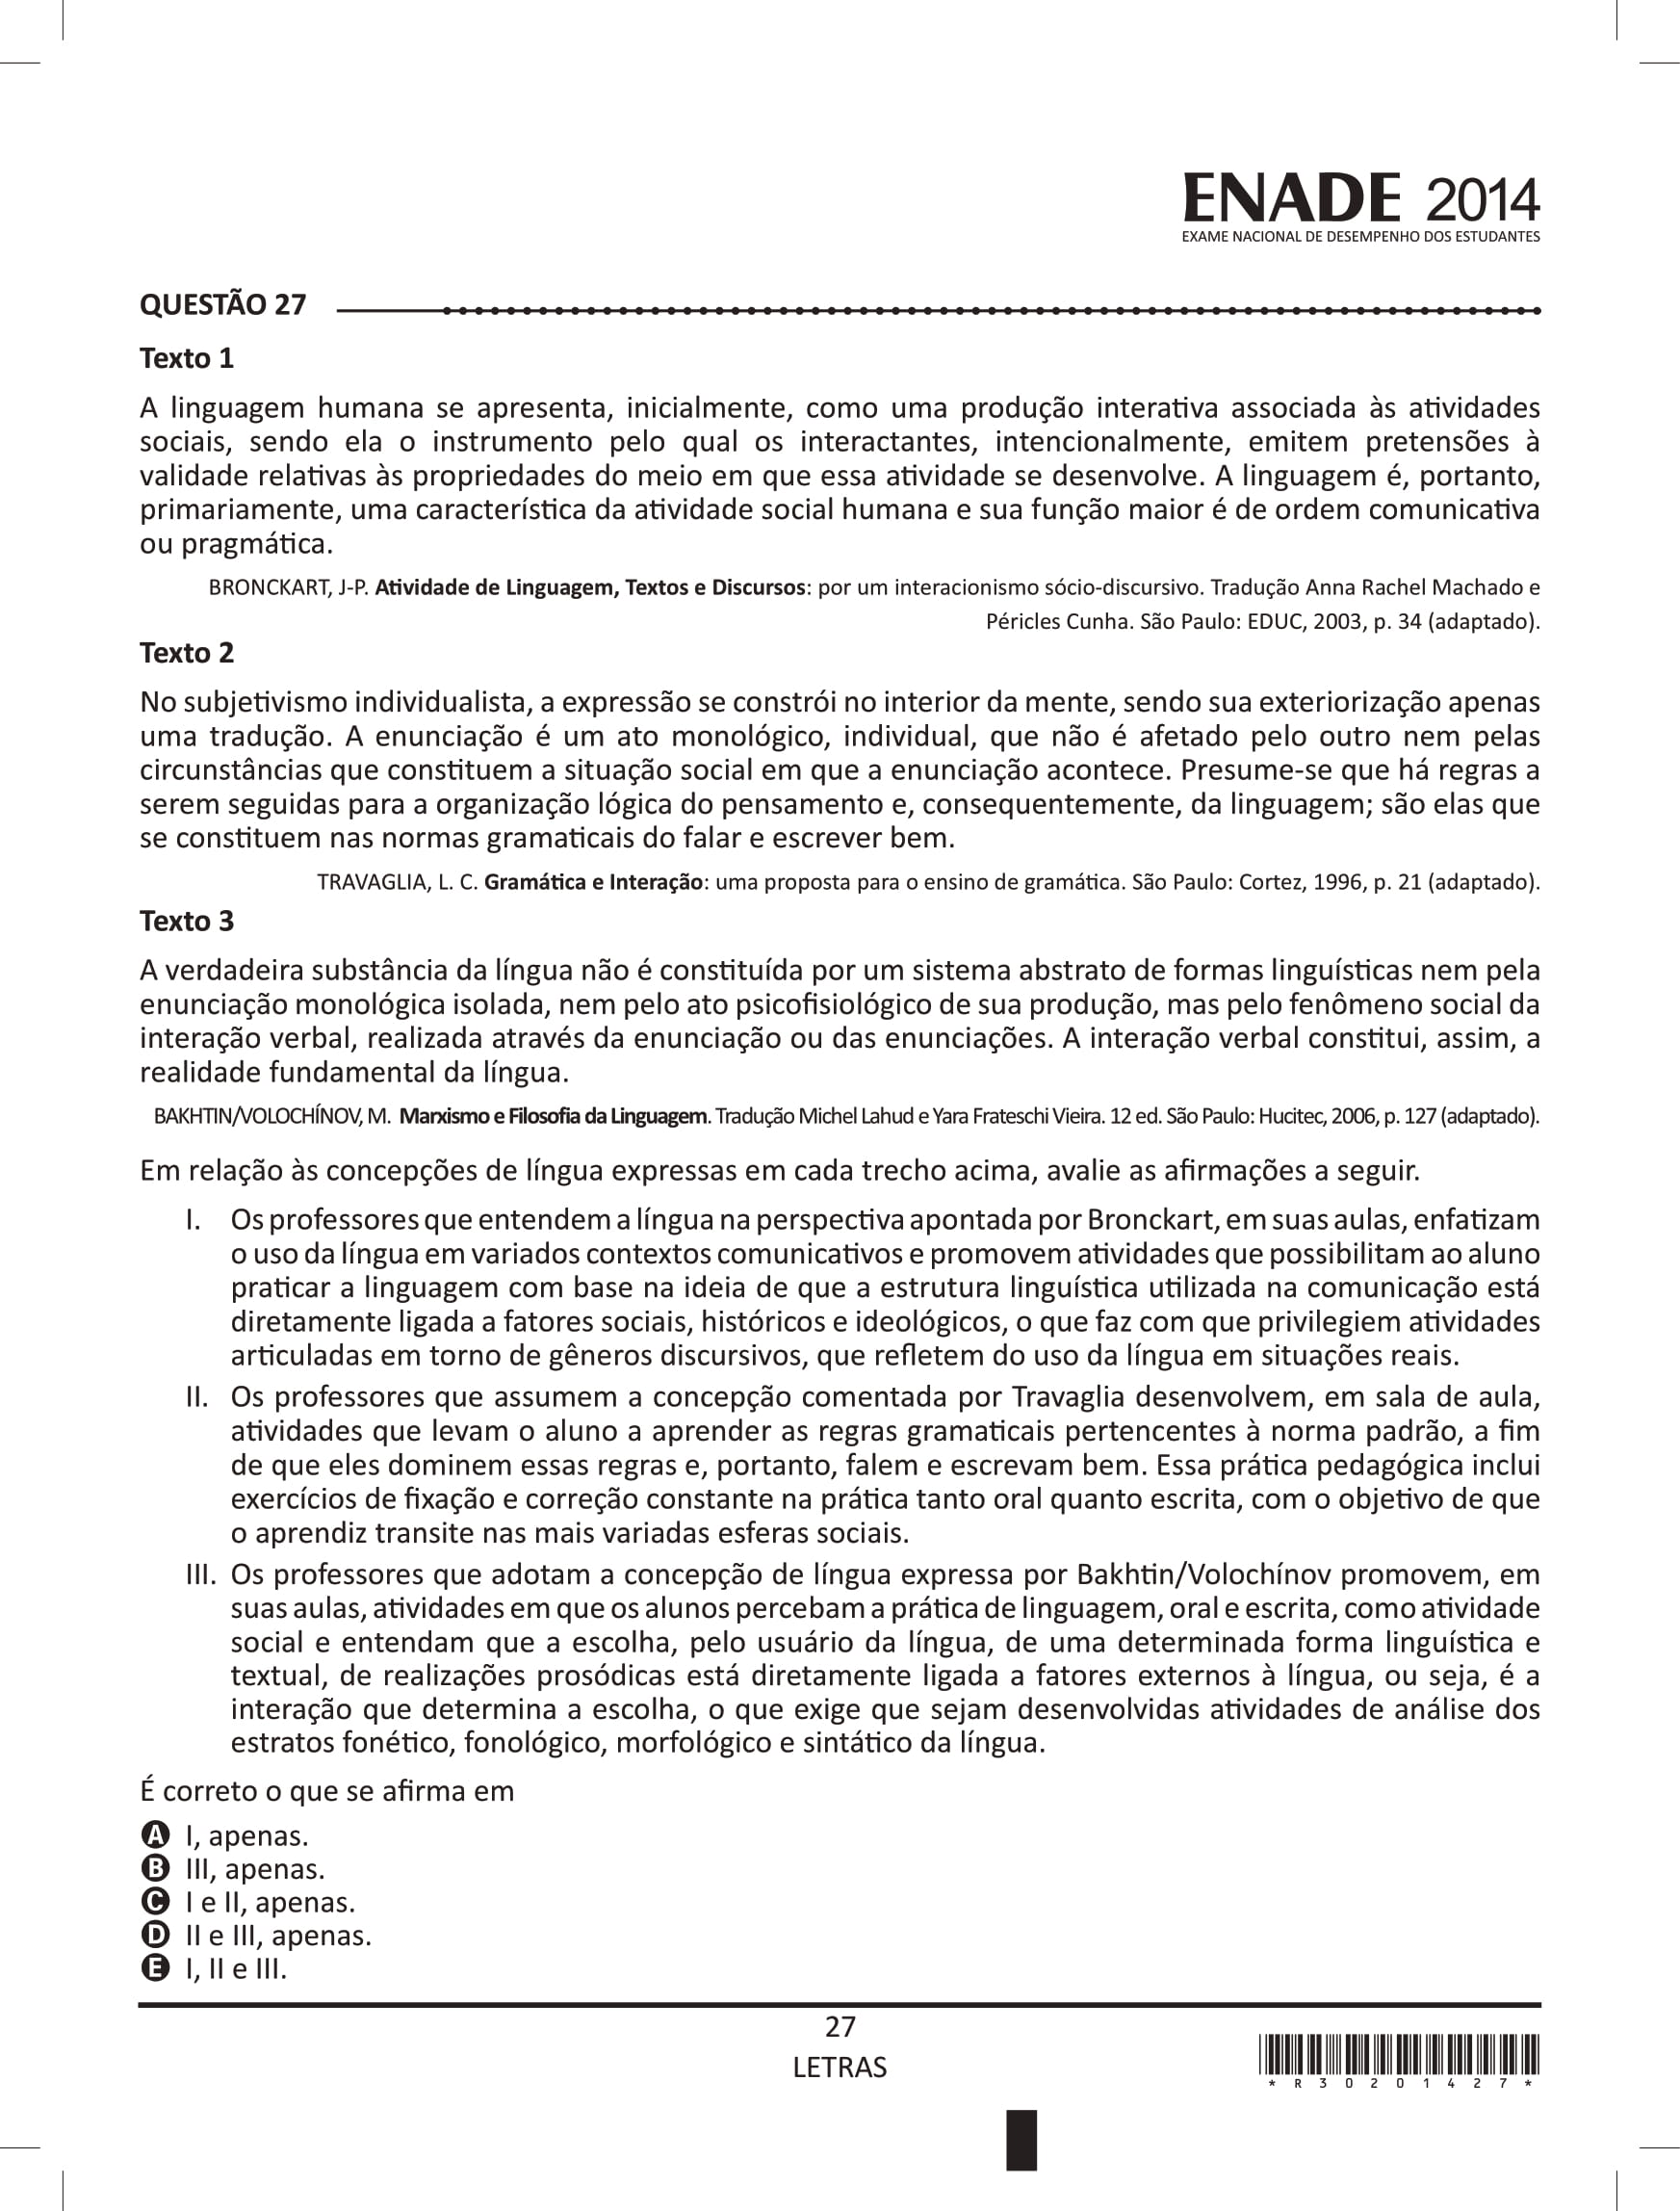 ENADE 2014
EXAME NACIONAL DE DESEMPENHO DOS ESTUDANTES
QUESTÃO 27
Texto 1
A linguagem humana se apresenta, inicialmente, como uma produção interativa associada às atividades
sociais, sendo ela o instrumento pelo qual os interactantes, intencionalmente, emitem pretensões à
validade relativas às propriedades do meio em que essa atividade se desenvolve. A linguagem é, portanto,
primariamente, uma característica da atividade social humana e sua função maior é de ordem comunicativa
ou pragmática.
BRONCKART, J-P. Atividade de Linguagem, Textos e Discursos: por um interacionismo sócio-discursivo. Tradução Anna Rachel Machado e
Péricles Cunha. São Paulo: EDUC, 2003, p. 34 (adaptado).
Texto 2
No subjetivismo individualista, a expressão se constrói no interior da mente, sendo sua exteriorização apenas
uma tradução. A enunciação é um ato monológico, individual, que não é afetado pelo outro nem pelas
circunstâncias que constituem a situação social em que a enunciação acontece. Presume-se que há regras a
serem seguidas para a organização lógica do pensamento e, consequentemente, da linguagem; são elas que
se constituem nas normas gramaticais do falar e escrever bem.
TRAVAGLIA, L. C. Gramática e Interação: uma proposta para o ensino de gramática. São Paulo: Cortez, 1996, p. 21 (adaptado).
Texto 3
A verdadeira substância da língua não é constituída por um sistema abstrato de formas linguísticas nem pela
enunciação monológica isolada, nem pelo ato psicofisiológico de sua produção, mas pelo fenômeno social da
interação verbal, realizada através da enunciação ou das enunciações. A interação verbal constitui, assim, a
realidade fundamental da língua.
BAKHTIN/VOLOCHÍNOV, M. Marxismo e Filosofia da Linguagem. Tradução Michel Lahud e Yara Frateschi Vieira. 12 ed. São Paulo: Hucitec, 2006, p. 127 (adaptado).
Em relação às concepções de língua expressas em cada trecho acima, avalie as afirmações a seguir.
I. Os professores que entendem a língua na perspectiva apontada por Bronckart, em suas aulas, enfatizam
o uso da língua em variados contextos comunicativos e promovem atividades que possibilitam ao aluno
praticar a linguagem com base na ideia de que a estrutura linguística utilizada na comunicação está
diretamente ligada a fatores sociais, históricos e ideológicos, o que faz com que privilegiem atividades
articuladas em torno de gêneros discursivos, que refletem do uso da língua em situações reais.
II. Os professores que assumem a concepção comentada por Travaglia desenvolvem, em sala de aula,
atividades que levam o aluno a aprender as regras gramaticais pertencentes à norma padrão, a fim
de que eles dominem essas regras e, portanto, falem e escrevam bem. Essa prática pedagógica inclui
exercícios de fixação e correção constante na prática tanto oral quanto escrita, com o objetivo de que
o aprendiz transite nas mais variadas esferas sociais.
III. Os professores que adotam a concepção de língua expressa por Bakhtin/Volochínov promovem, em
suas aulas, atividades em que os alunos percebam a prática de linguagem, oral e escrita, como atividade
social e entendam que a escolha, pelo usuário da língua, de uma determinada forma linguística e
textual, de realizações prosódicas está diretamente ligada a fatores externos à língua, ou seja, é a
interação que determina a escolha, o que exige que sejam desenvolvidas atividades de análise dos
estratos fonético, fonológico, morfológico e sintático da língua.
É correto o que se afirma em
A I, apenas.
B III, apenas.
C I e II, apenas.
D II e III, apenas.
E I, II e III.
27
LETRAS
* R 3 0 2 0 1 4 2 7 *